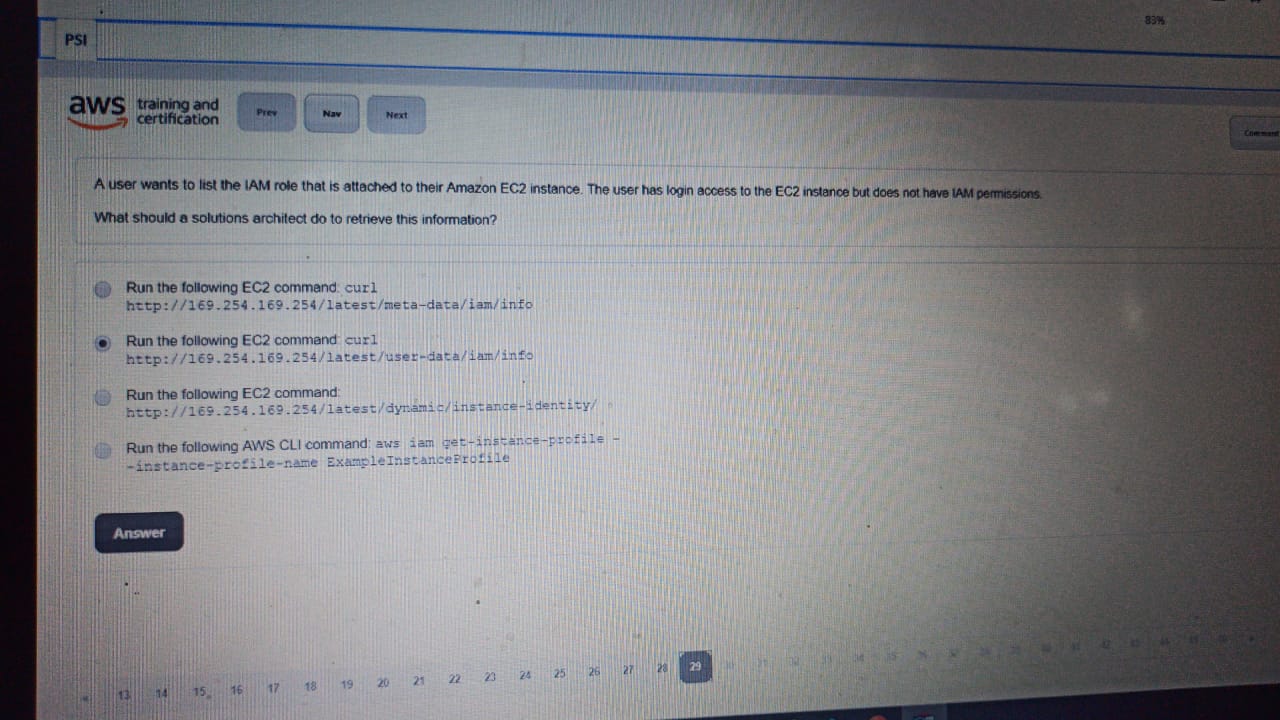 83%
PSI
aws training and
certification
Prev
Nav
Next
Comment
A user wants to list the IAM role that is attached to their Amazon EC2 instance. The user has login access to the EC2 instance but does not have IAM permissions.
What should a solutions architect do to retrieve this information?
Run the following EC2 command: curl
http://169.254.169.254/latest/meta-data/iam/info
Run the following EC2 command: curl
http://169.254.169.254/latest/user-data/iam/info
Run the following EC2 command:
http://169.254.169.254/latest/dynamic/instance-identity/
Run the following AWS CLI command: aws iam get-instance-profile -
-instance-profile-name ExampleInstanceProfile
Answer
13 14 15 16 17 18 19 20 21 22 23 24 25 26 27 28 29